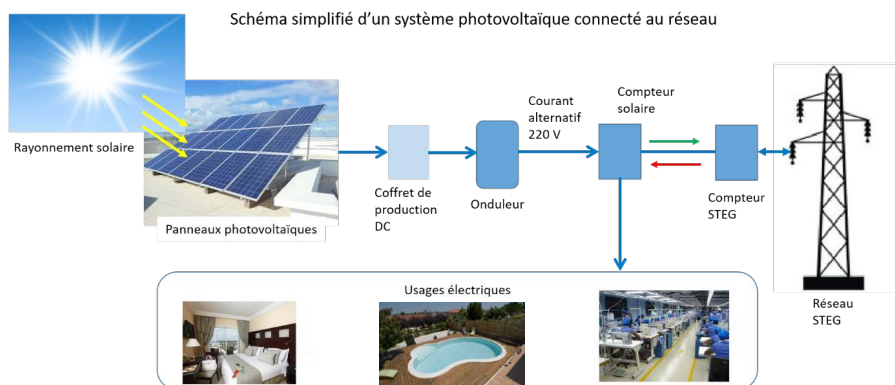 Schéma simplifié d'un système photovoltaïque connecté au réseau
Rayonnement solaire
Panneaux photovoltaïques
Coffret de
production
DC
Onduleur
Courant
alternatif
220 V
Compteur
solaire
Compteur
STEG
Réseau
STEG
Usages électriques